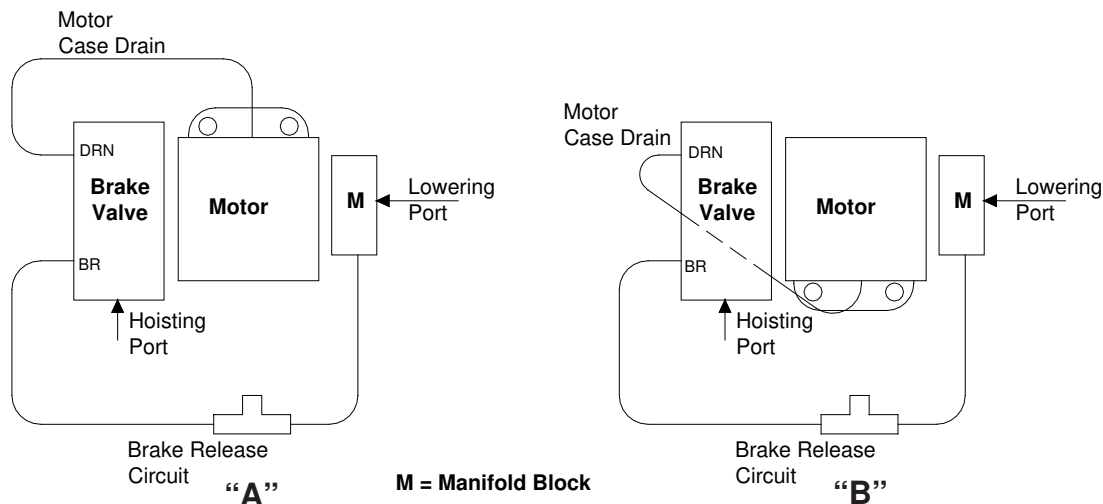 Motor
Case Drain
DRN
Brake
Valve
Motor
M
Lowering
Port
BR
Hoisting
Port
Brake Release
Circuit
“A”
M = Manifold Block
Motor
Case Drain
DRN
Brake
Valve
Motor
M
Lowering
Port
BR
Hoisting
Port
Brake Release
Circuit
“B”